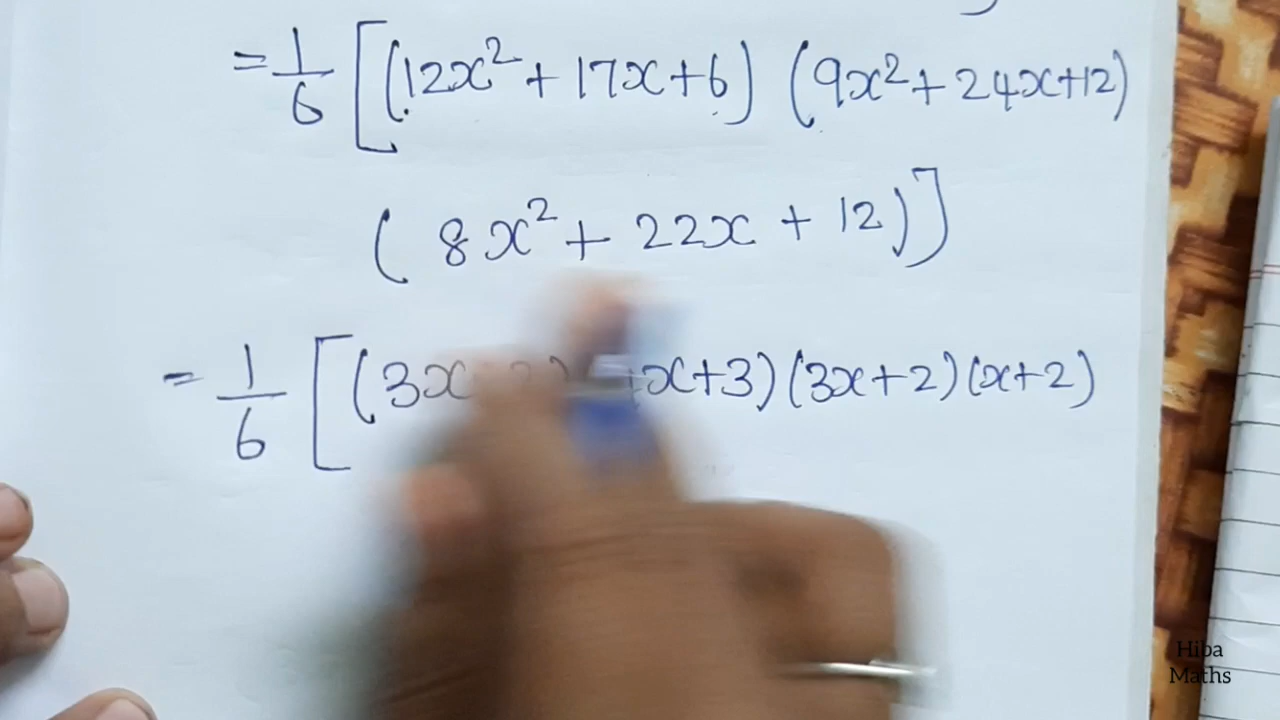 = 1/6 [(12x² + 17x + 6) (9x² + 24x + 12)
(8x² + 22x + 12)]
= 1/6 [(3x x+3) (3x+2) (x+2)
Hiba
Maths